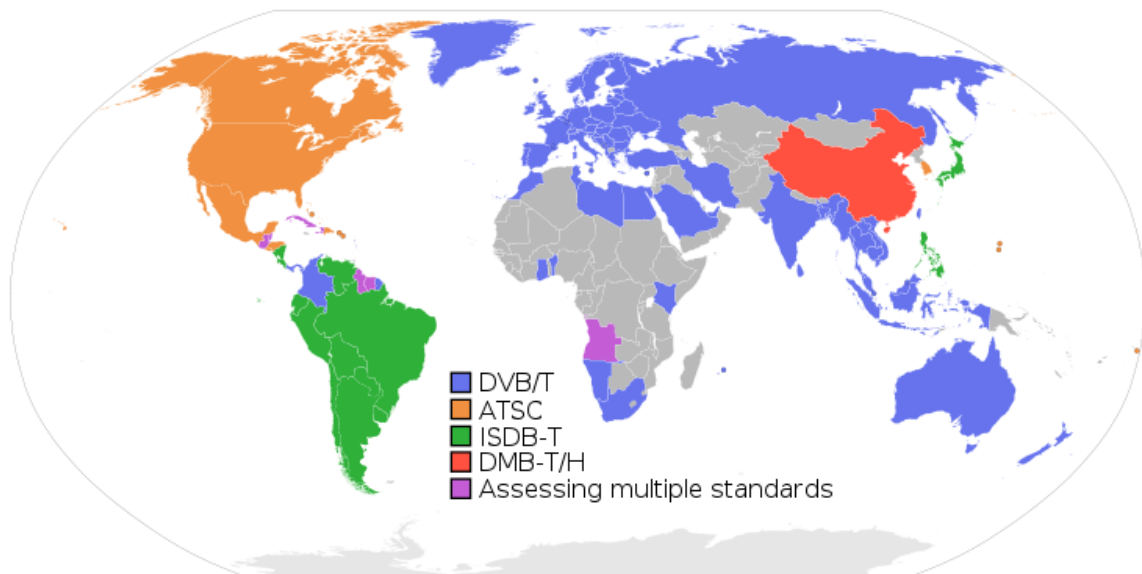 DVB/T
ATSC
ISDB-T
DMB-T/H
Assessing multiple standards